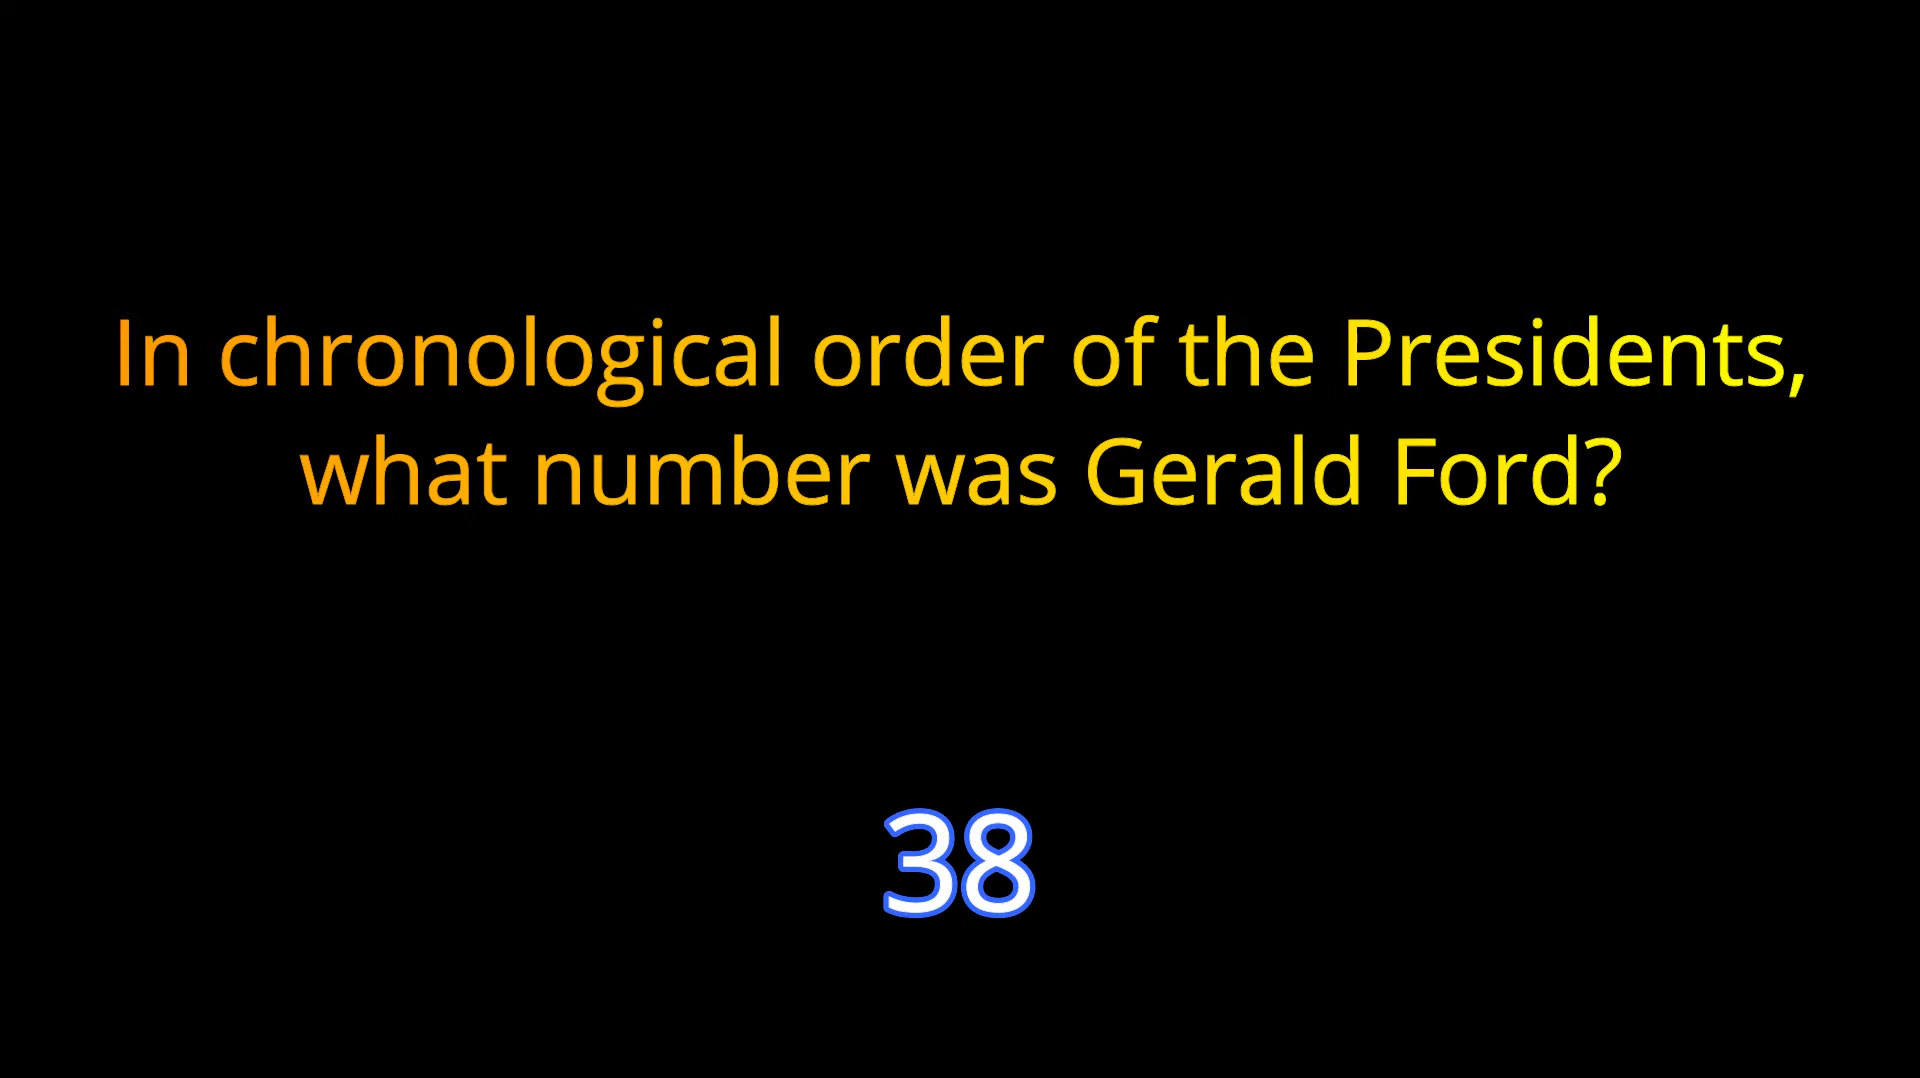 In chronological order of the Presidents,
what number was Gerald Ford?
38